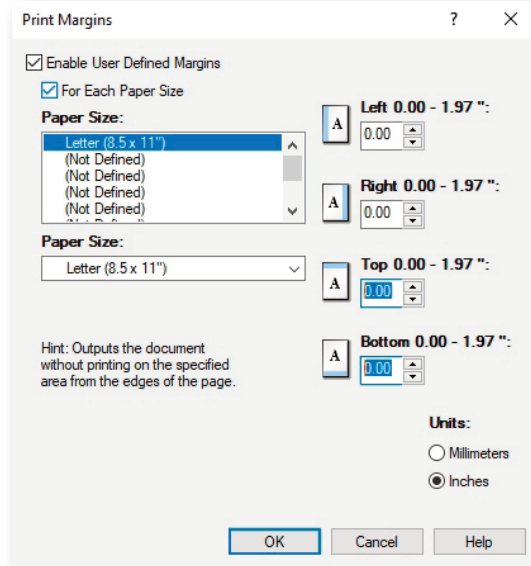 Print Margins
? X
Enable User Defined Margins
For Each Paper Size
Paper Size:
Letter (8.5 x 11")
(Not Defined)
(Not Defined)
(Not Defined)
(Not Defined)
Paper Size:
Letter (8.5 x 11")
Hint: Outputs the document
without printing on the specified
area from the edges of the page.
A
Left 0.00 - 1.97 ":
0.00
A
Right 0.00 - 1.97 ":
0.00
A
Top 0.00 - 1.97 ":
0.00
A
Bottom 0.00 - 1.97 ":
0.00
Units:
Millimeters
Inches
OK
Cancel
Help